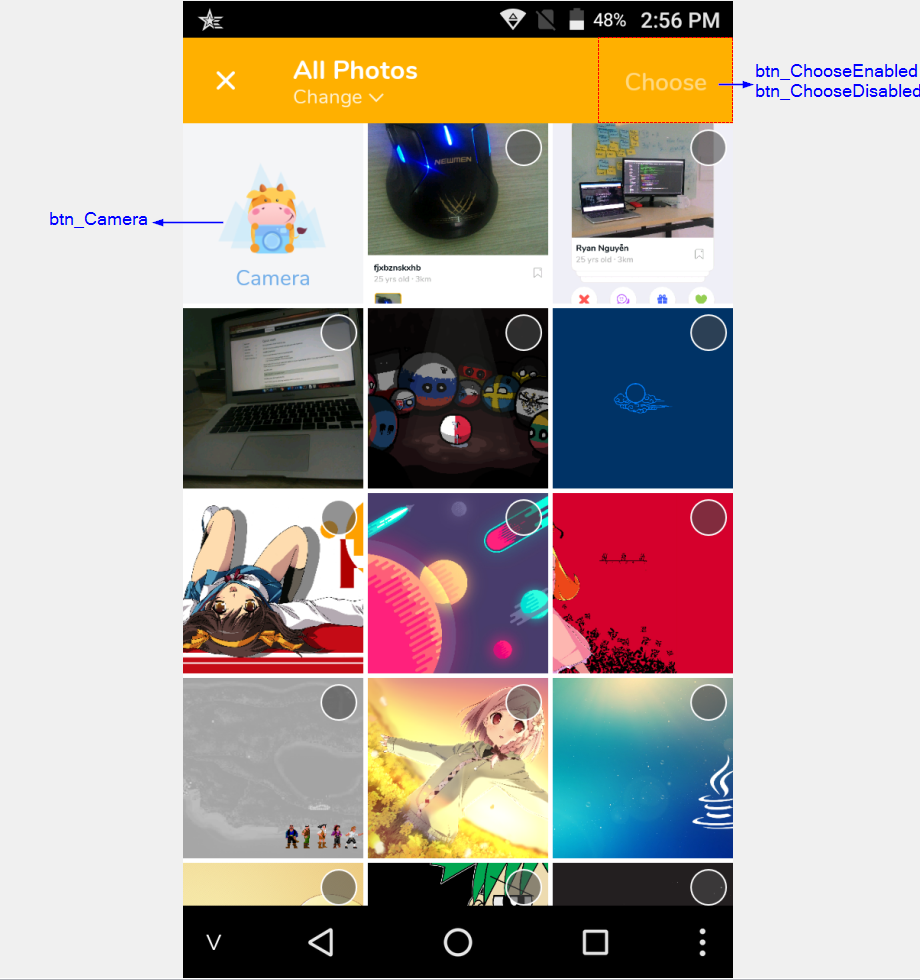 48% 2:56 PM
All Photos
Change
Choose
btn_ChooseEnabled
btn_ChooseDisabled
btn_Camera
Camera
NEWMEN
fjxbznskxhb
25 yrs old · 3km
Ryan Nguyễn
25 yrs old · 3km
V